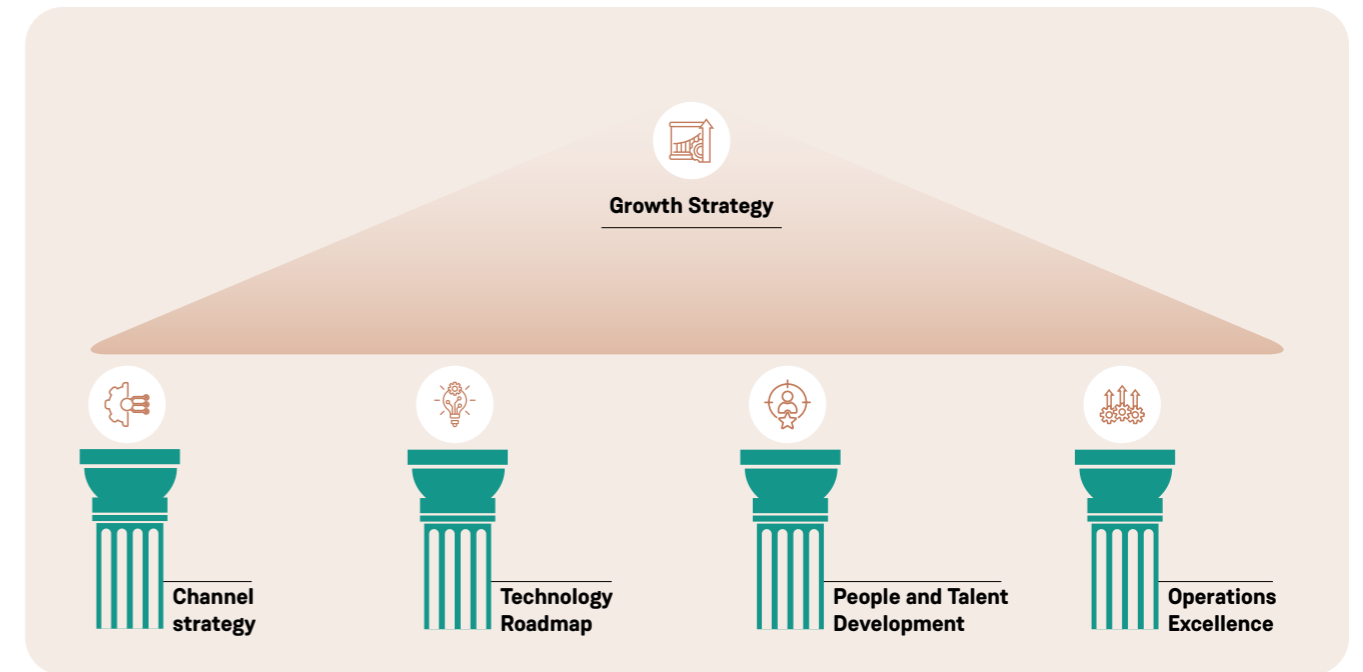 Growth Strategy
Channel
strategy
Technology
Roadmap
People and Talent
Development
Operations
Excellence